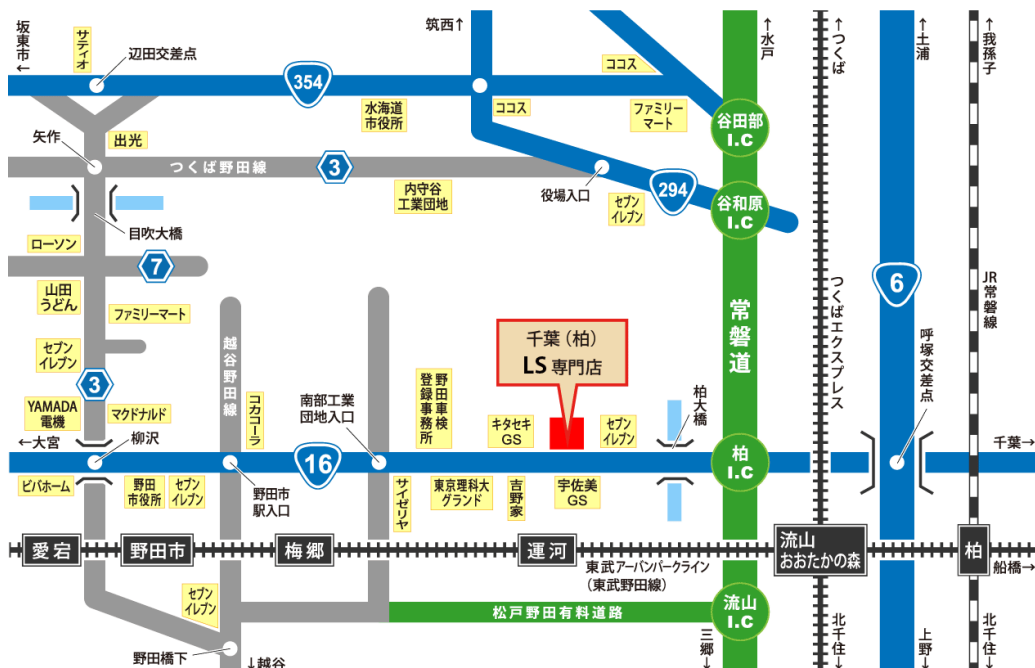 坂東市←
サティオ
辺田交差点
354
筑西↑
ココス
↑水戸
↑つくば
↑土浦
↑我孫子
水海道
市役所
ココス
ファミリー
マート
谷田部
I.C
矢作
出光
つくば野田線
3
内守谷
工業団地
役場入口
セブン
イレブン
294
谷和原
I.C
目吹大橋
ローソン
7
山田
うどん
ファミリーマート
セブン
イレブン
3
YAMADA
電機
マクドナルド
←大宮
柳沢
越谷野田線
コカコーラ
南部工業
団地入口
野田車検
登録事務所
千葉(柏)
LS専門店
キタセキ
GS
セブン
イレブン
柏大橋
常磐道
つくばエクスプレス
6
呼塚交差点
JR常磐線
千葉→
16
柏
I.C
ビバホーム
野田
市役所
セブン
イレブン
野田市
駅入口
サイゼリヤ
東京理科大
グランド
吉野家
宇佐美
GS
愛宕
野田市
梅郷
運河
流山
おおたかの森
柏
船橋→
東武アーバンパークライン
(東武野田線)
セブン
イレブン
松戸野田有料道路
流山
I.C
野田橋下
↓越谷
三郷↓
北千住↓
上野↓
北千住↓